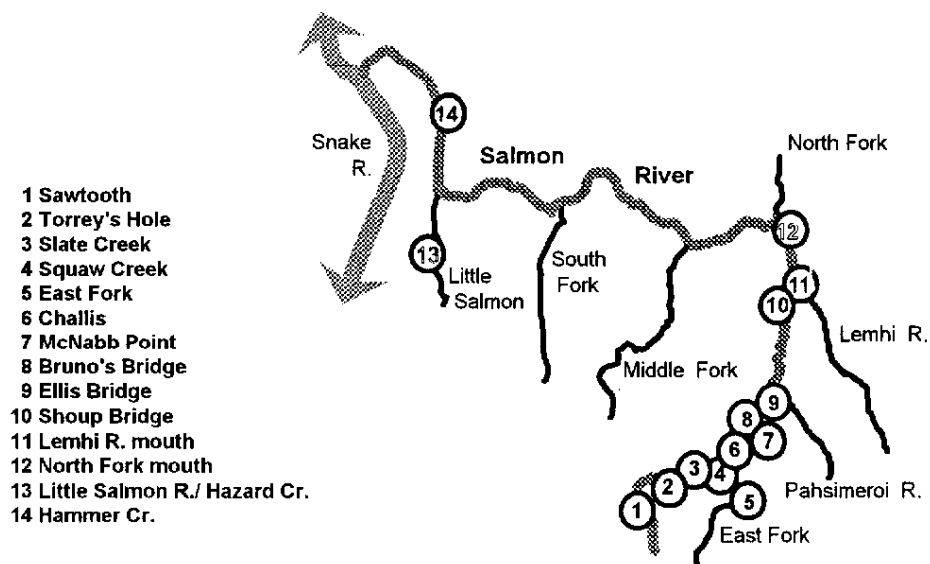 North Fork
14
Snake
R.
Salmon
River
1 Sawtooth
2 Torrey's Hole
3 Slate Creek
4 Squaw Creek
5 East Fork
6 Challis
7 McNabb Point
8 Bruno's Bridge
9 Ellis Bridge
10 Shoup Bridge
11 Lemhi R. mouth
12 North Fork mouth
13 Little Salmon R./ Hazard Cr.
14 Hammer Cr.
12
13
Little
Salmon
South
Fork
11
10
Lemhi R.
Middle Fork
9
8
7
6
3
4
2
1
5
Pahsimeroi R.
East Fork